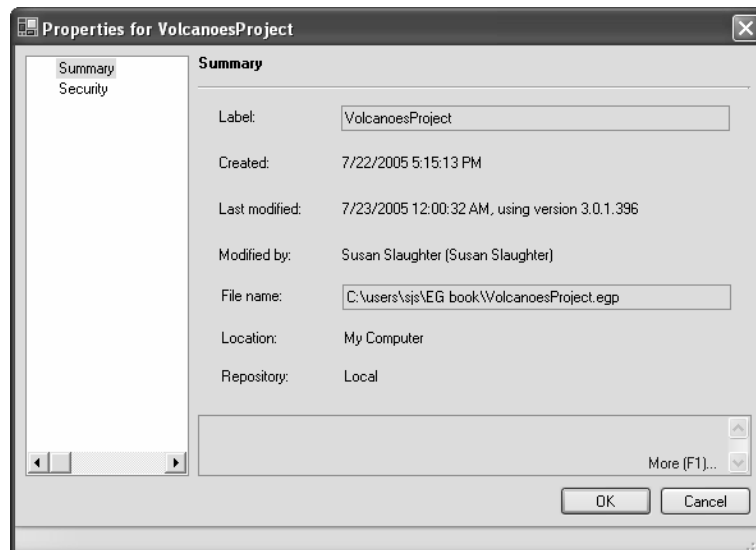 Properties for VolcanoesProject
Summary
Security
Summary
Label: VolcanoesProject
Created: 7/22/2005 5:15:13 PM
Last modified: 7/23/2005 12:00:32 AM, using version 3.0.1.396
Modified by: Susan Slaughter (Susan Slaughter)
File name: C:\users\sjs\EG book\VolcanoesProject.egp
Location: My Computer
Repository: Local
More (F1)...
OK Cancel